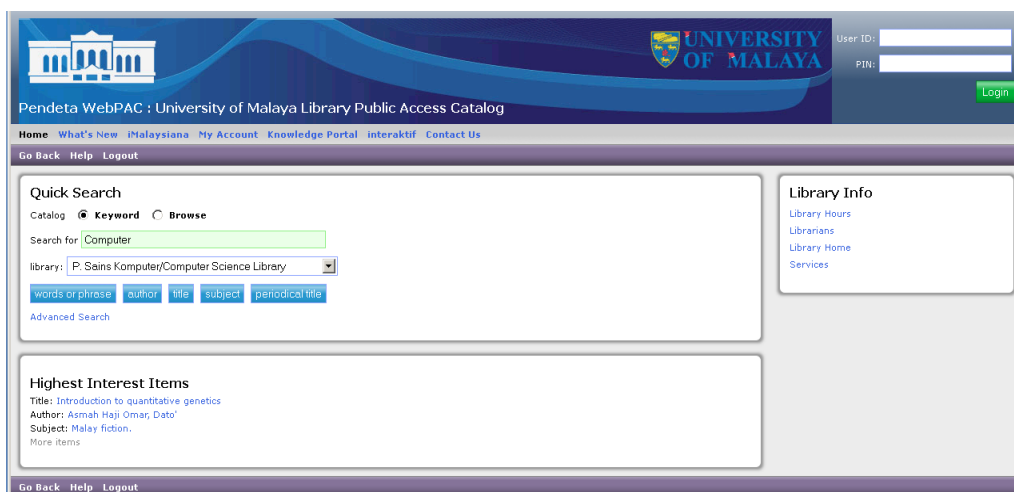 UNIVERSITY
OF MALAYA
User ID:
PIN:
Login
Pendeta WebPAC : University of Malaya Library Public Access Catalog
Home What's New iMalaysiana My Account Knowledge Portal interaktif Contact Us
Go Back Help Logout
Quick Search
Catalog Keyword Browse
Search for Computer
library: P. Sains Komputer/Computer Science Library
words or phrase author title subject periodical title
Advanced Search
Library Info
Library Hours
Librarians
Library Home
Services
Highest Interest Items
Title: Introduction to quantitative genetics
Author: Asmah Haji Omar, Dato'
Subject: Malay fiction.
More items
Go Back Help Logout